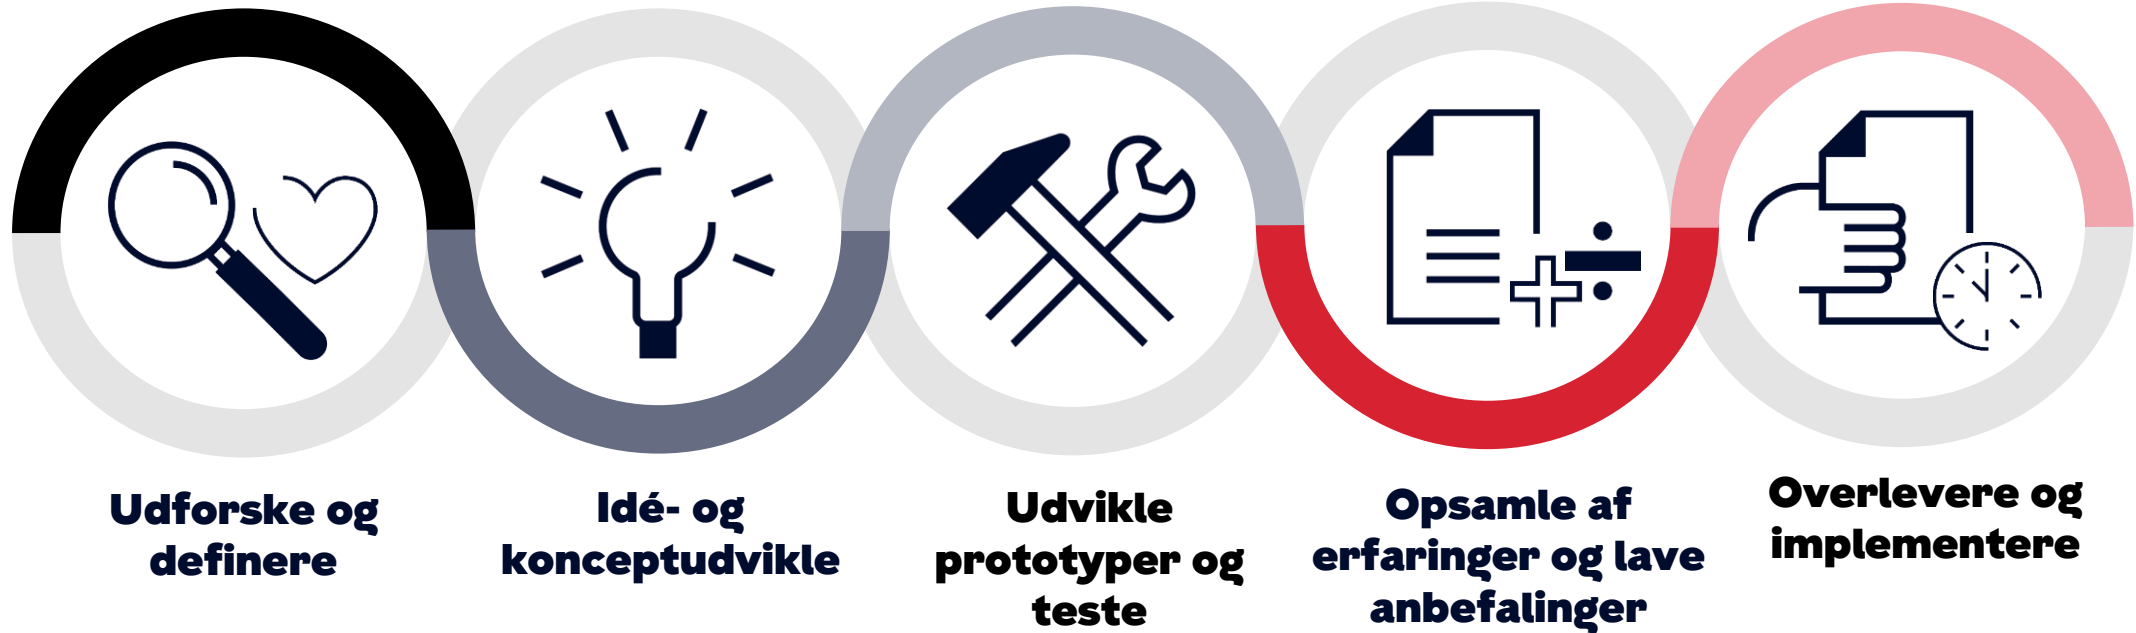 Udforske og
definere
Idé- og
konceptudvikle
Udvikle
prototyper og
teste
Opsamle af
erfaringer og lave
anbefalinger
Overlevere og
implementere